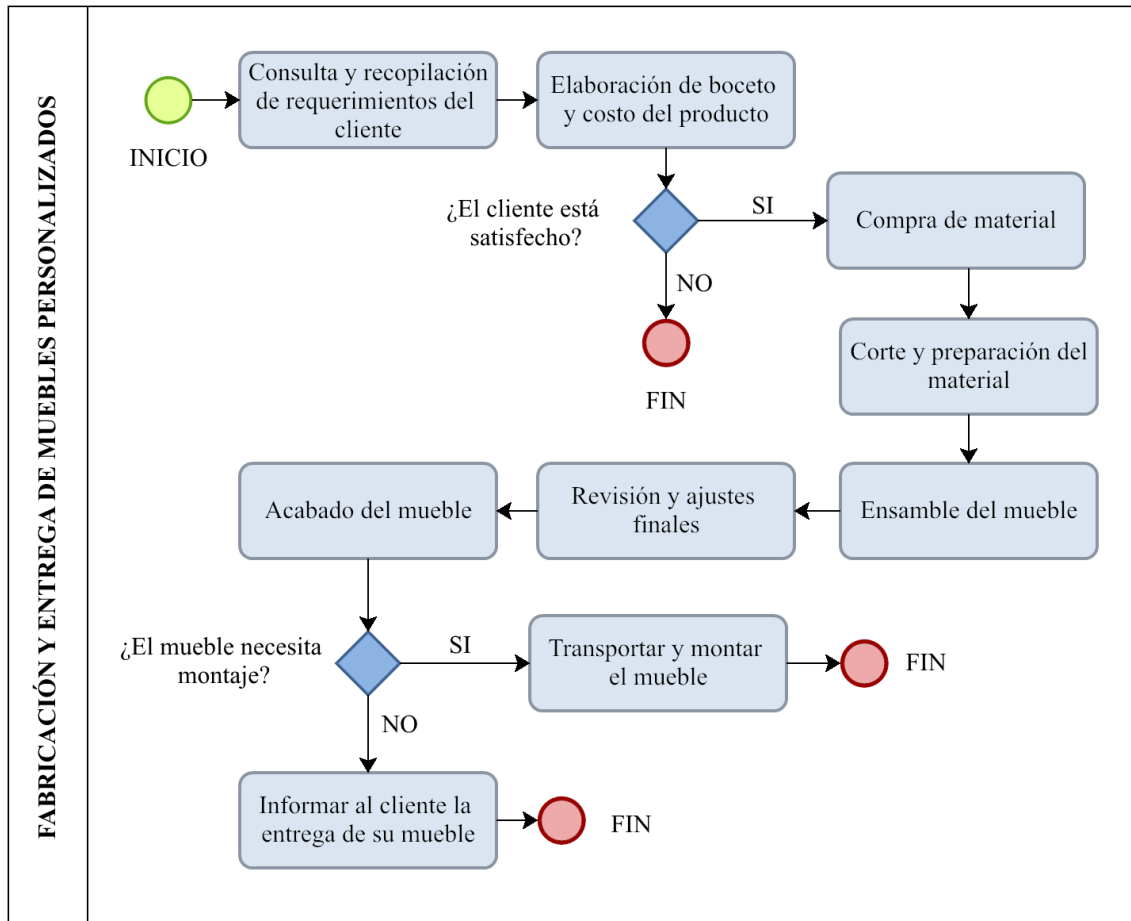 FABRICACIÓN Y ENTREGA DE MUEBLES PERSONALIZADOS
INICIO
Consulta y recopilación
de requerimientos del
cliente
Elaboración de boceto
y costo del producto
¿El cliente está
satisfecho?
SI
NO
FIN
Compra de material
Corte y preparación del
material
Ensamble del mueble
Revisión y ajustes
finales
Acabado del mueble
¿El mueble necesita
montaje?
SI
Transportar y montar
el mueble
FIN
NO
Informar al cliente la
entrega de su mueble
FIN